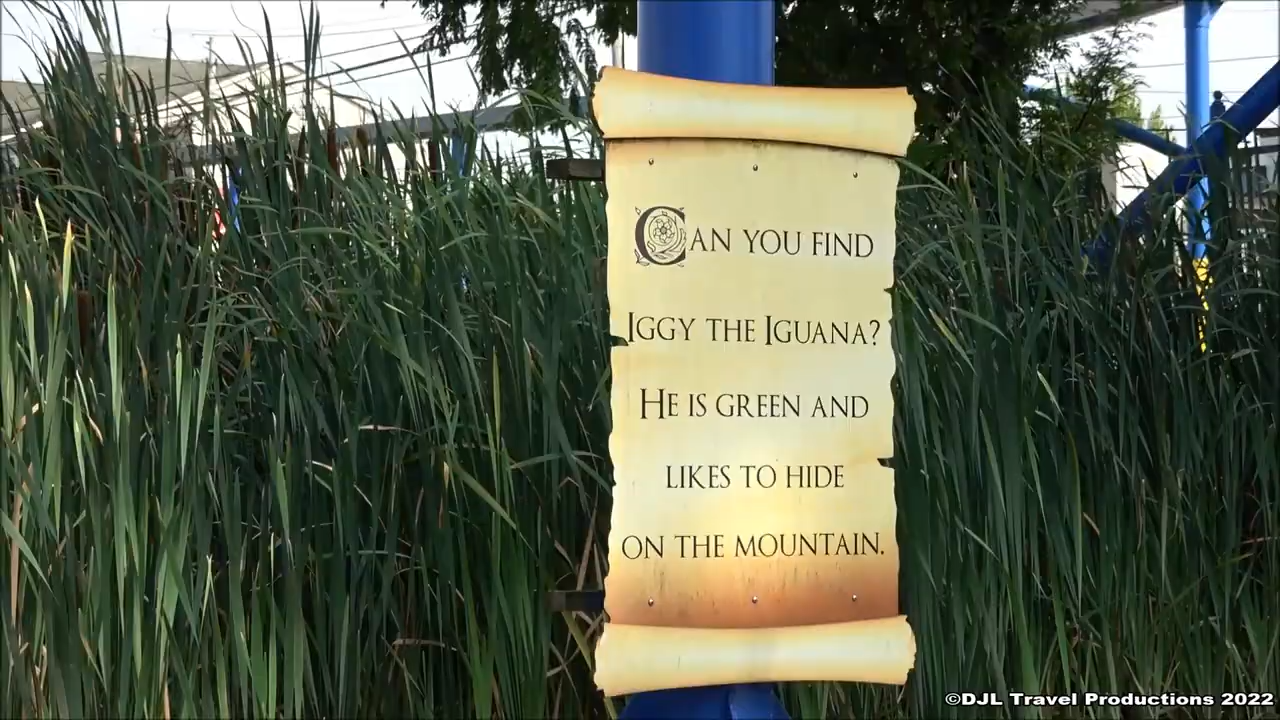 CAN YOU FIND
IGGY THE IGUANA?
HE IS GREEN AND
LIKES TO HIDE
ON THE MOUNTAIN.
©DJL Travel Productions 2022